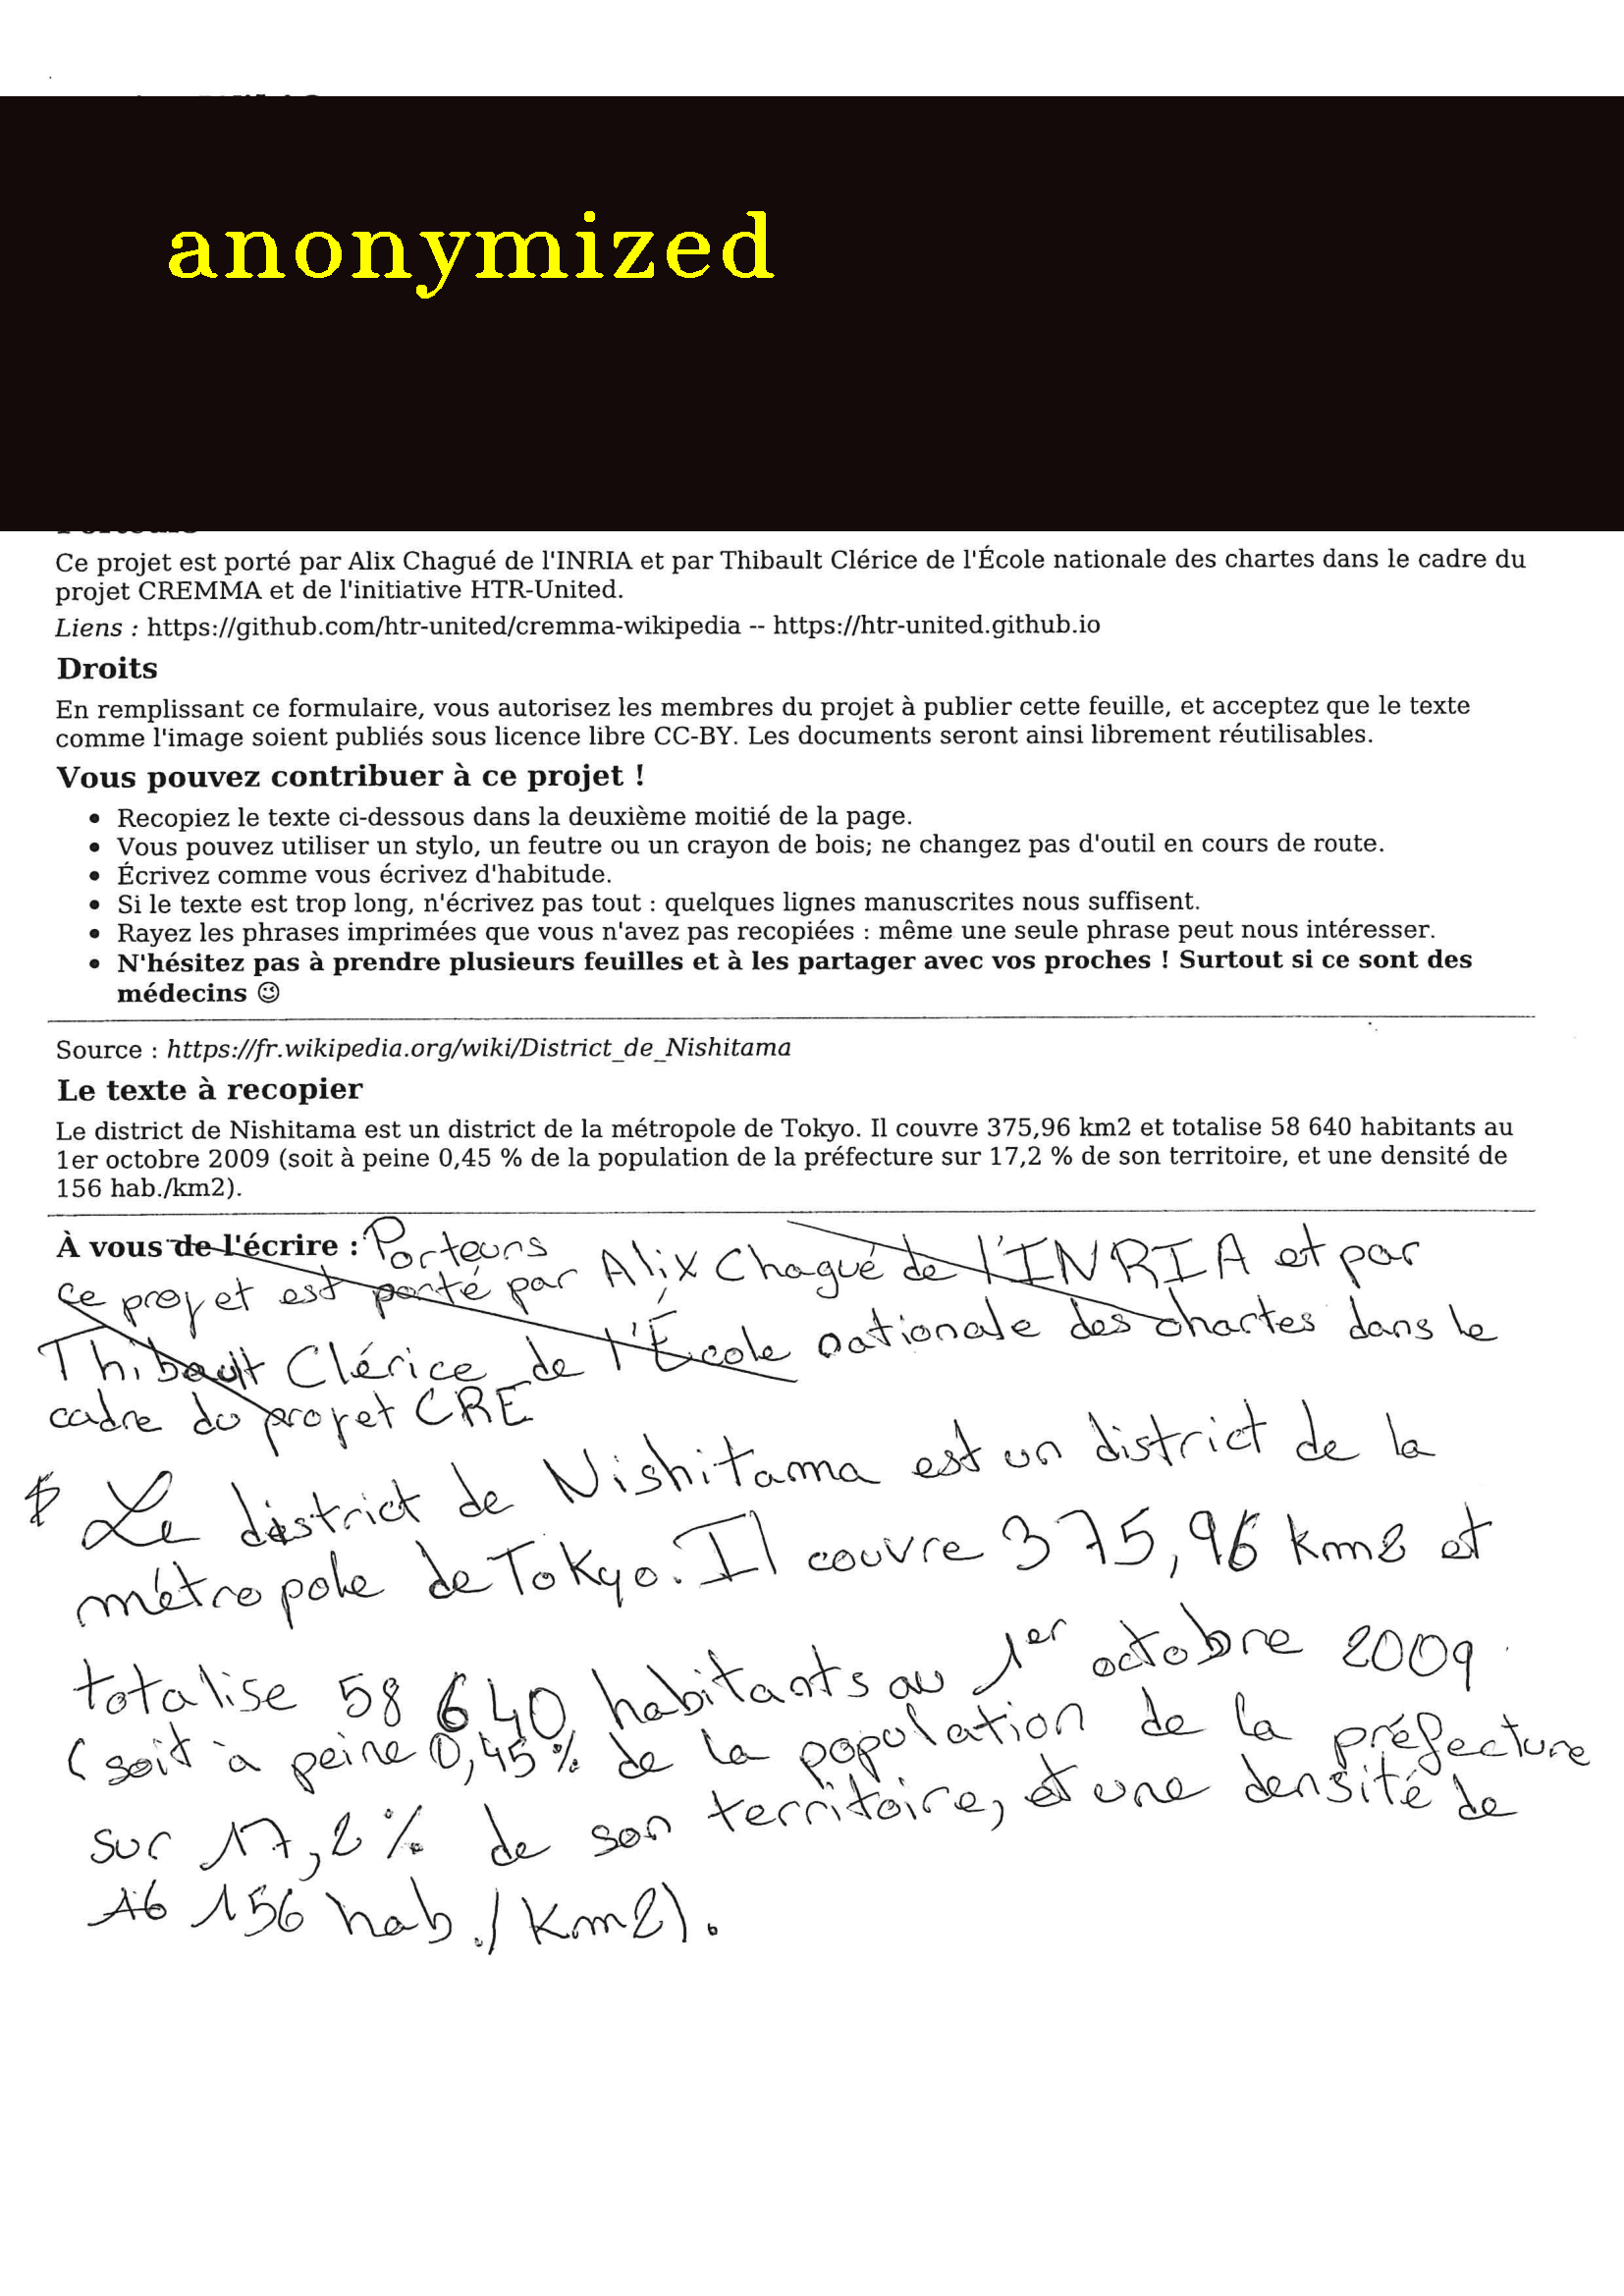 anonymized
Ce projet est porté par Alix Chagué de l'INRIA et par Thibault Clérice de l'École nationale des chartes dans le cadre du
projet CREMMA et de l'initiative HTR-United.
Liens : https://github.com/htr-united/cremma-wikipedia -- https://htr-united.github.io
Droits
En remplissant ce formulaire, vous autorisez les membres du projet à publier cette feuille, et acceptez que le texte
comme l'image soient publiés sous licence libre CC-BY. Les documents seront ainsi librement réutilisables.
Vous pouvez contribuer à ce projet !
• Recopiez le texte ci-dessous dans la deuxième moitié de la page.
• Vous pouvez utiliser un stylo, un feutre ou un crayon de bois; ne changez pas d'outil en cours de route.
• Écrivez comme vous écrivez d'habitude.
• Si le texte est trop long, n'écrivez pas tout : quelques lignes manuscrites nous suffisent.
• Rayez les phrases imprimées que vous n'avez pas recopiées : même une seule phrase peut nous intéresser.
• N'hésitez pas à prendre plusieurs feuilles et à les partager avec vos proches ! Surtout si ce sont des
médecins 😉
Source : https://fr.wikipedia.org/wiki/District_de_Nishitama
Le texte à recopier
Le district de Nishitama est un district de la métropole de Tokyo. Il couvre 375,96 km2 et totalise 58 640 habitants au
1er octobre 2009 (soit à peine 0,45 % de la population de la préfecture sur 17,2 % de son territoire, et une densité de
156 hab./km2).
À vous de l'écrire : Porteurs
ce projet est porté par Alix Chagué de l'INRIA et par
Thibault Clérice de l'École nationale des chartes dans le
cadre du projet CRE
Le district de Nishitama est un district de la
métropole de Tokyo. Il couvre 375,96 km2 et
totalise 58 640 habitants au 1er octobre 2009
(soit à peine 0,45% de la population de la préfecture
sur 17,2% de son territoire, et une densité de
16 156 hab./km2).